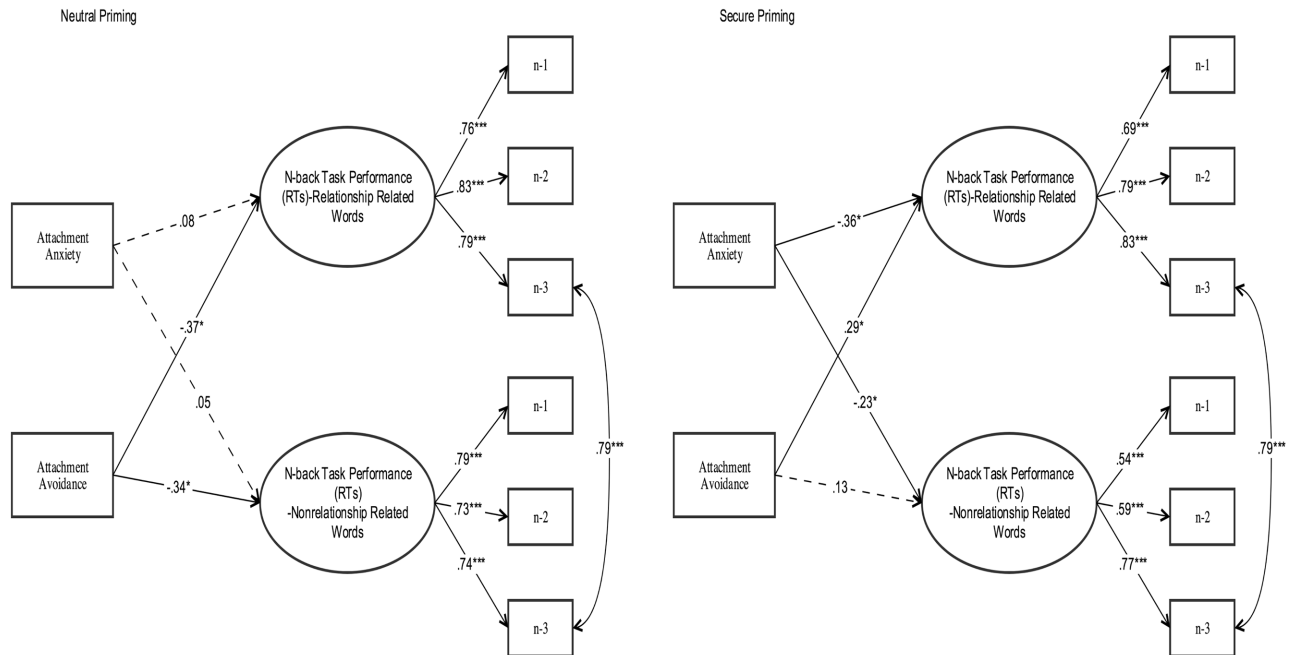 Neutral Priming
Attachment
Anxiety
Attachment
Avoidance
.08
-.37*
.05
-.34*
N-back Task Performance
(RTs)-Relationship Related
Words
N-back Task Performance
(RTs)
-Nonrelationship Related
Words
.76***
.83***
.79***
n-1
n-2
n-3
.79***
.73***
.74***
n-1
n-2
n-3
.79***
Secure Priming
Attachment
Anxiety
Attachment
Avoidance
-.36*
.29*
-.23*
.13
N-back Task Performance
(RTs)-Relationship Related
Words
N-back Task Performance
(RTs)
-Nonrelationship Related
Words
.69***
.79***
.83***
n-1
n-2
n-3
.54***
.59***
.77***
n-1
n-2
n-3
.79***